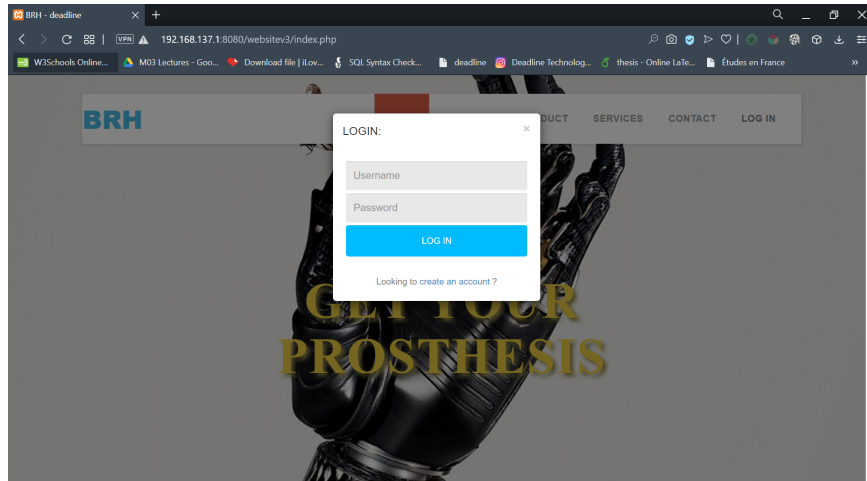 BRH - deadline
VPN 192.168.137.1:8080/websitev3/index.php
W3Schools Online... M03 Lectures - Goo... Download file | iLov... SQL Syntax Check... deadline Deadline Technolog... thesis - Online LaTe... Études en France
BRH DUCT SERVICES CONTACT LOG IN
LOGIN: ×
Username
Password
LOG IN
Looking to create an account ?
GET YOUR
PROSTHESIS